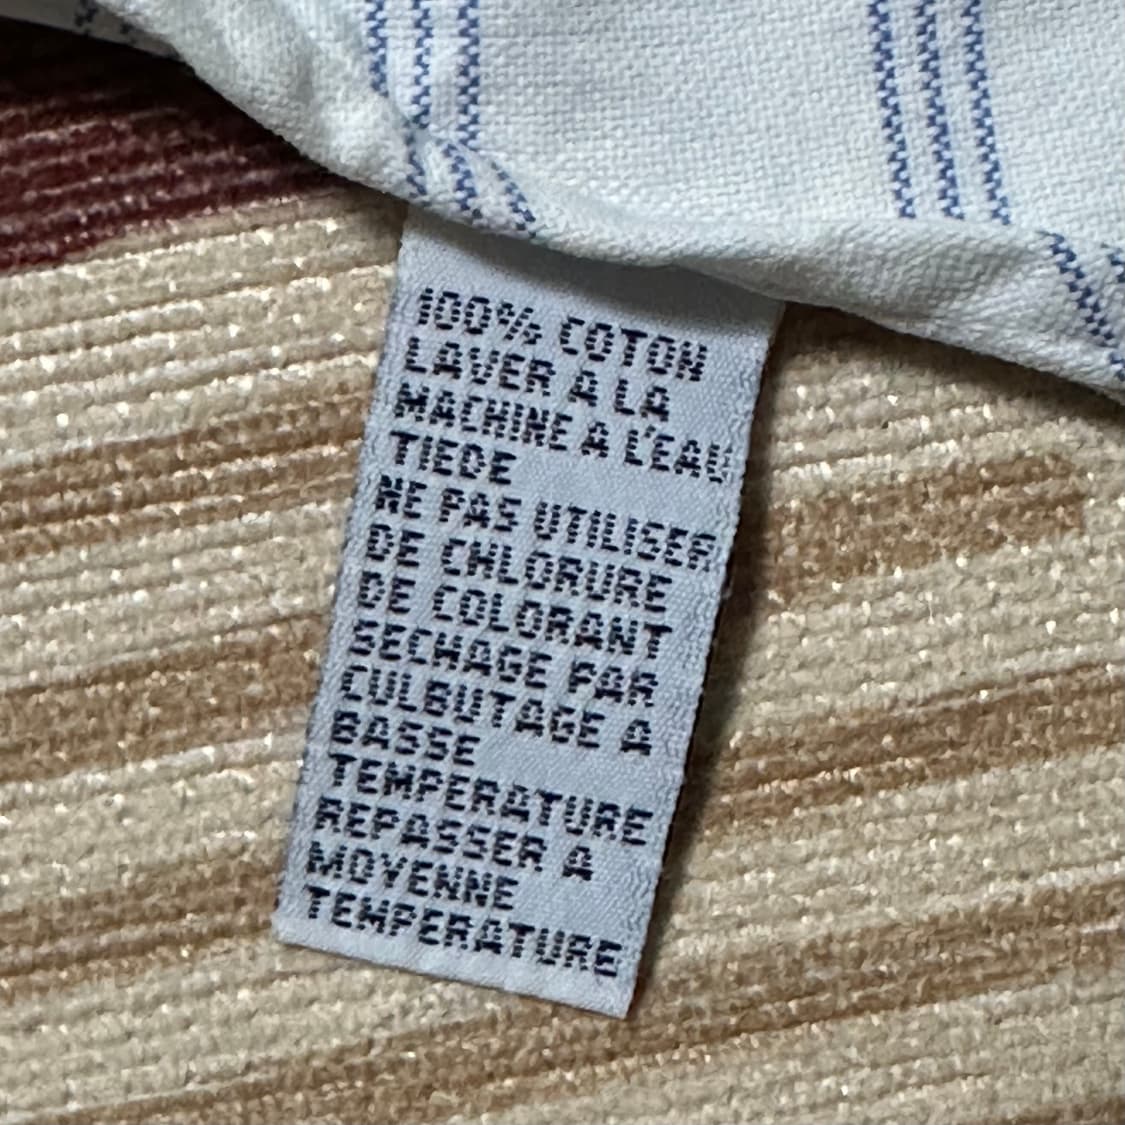 100% COTON
LAVER A LA
MACHINE A L'EAU
TIEDE
NE PAS UTILISER
DE CHLORURE
DE COLORANT
SECHAGE PAR
CULBUTAGE A
BASSE
TEMPERATURE
REPASSER A
MOYENNE
TEMPERATURE